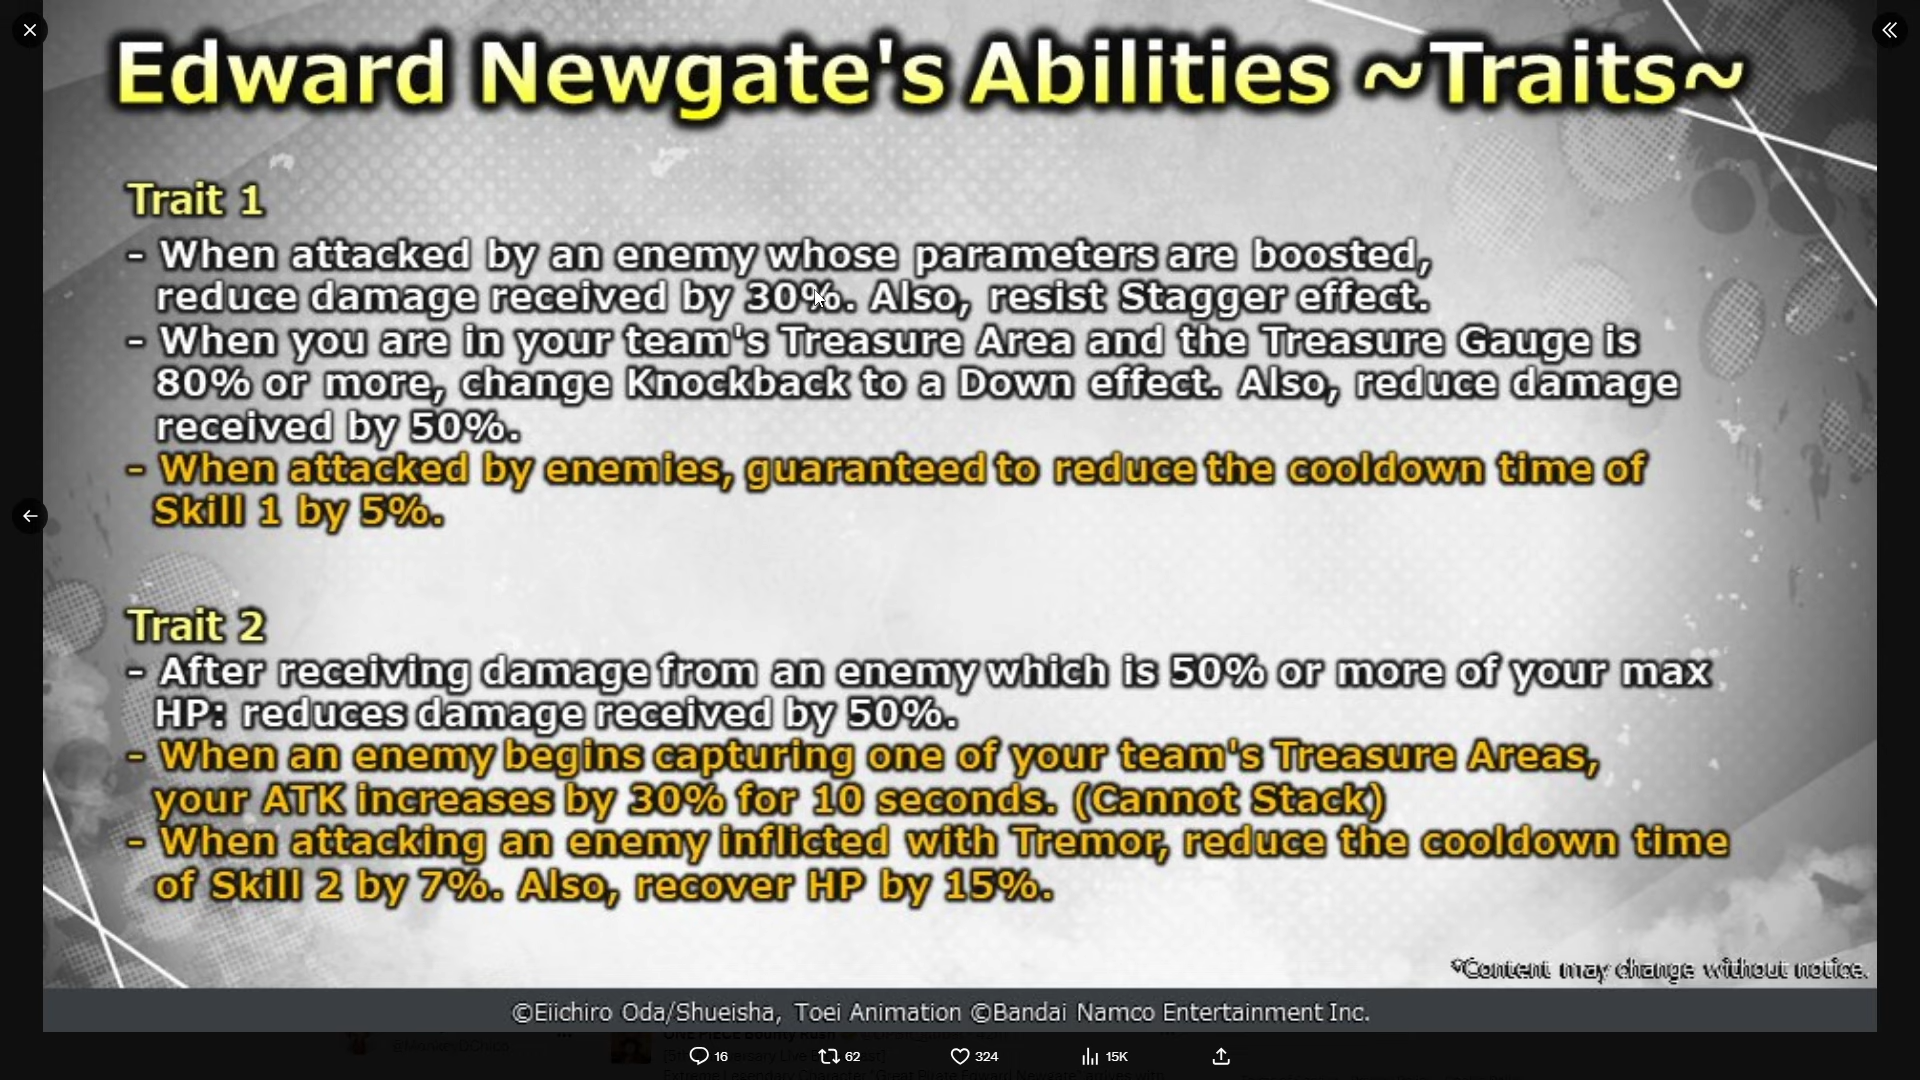 Edward Newgate's Abilities ~Traits~
Trait 1
- When attacked by an enemy whose parameters are boosted,
reduce damage received by 30%. Also, resist Stagger effect.
- When you are in your team's Treasure Area and the Treasure Gauge is
80% or more, change Knockback to a Down effect. Also, reduce damage
received by 50%.
- When attacked by enemies, guaranteed to reduce the cooldown time of
Skill 1 by 5%.
Trait 2
- After receiving damage from an enemy which is 50% or more of your max
HP: reduces damage received by 50%.
- When an enemy begins capturing one of your team's Treasure Areas,
your ATK increases by 30% for 10 seconds. (Cannot Stack)
- When attacking an enemy inflicted with Tremor, reduce the cooldown time
of Skill 2 by 7%. Also, recover HP by 15%.
*Content may change without notice.
©Eiichiro Oda/Shueisha, Toei Animation ©Bandai Namco Entertainment Inc.
16 62 324 15K